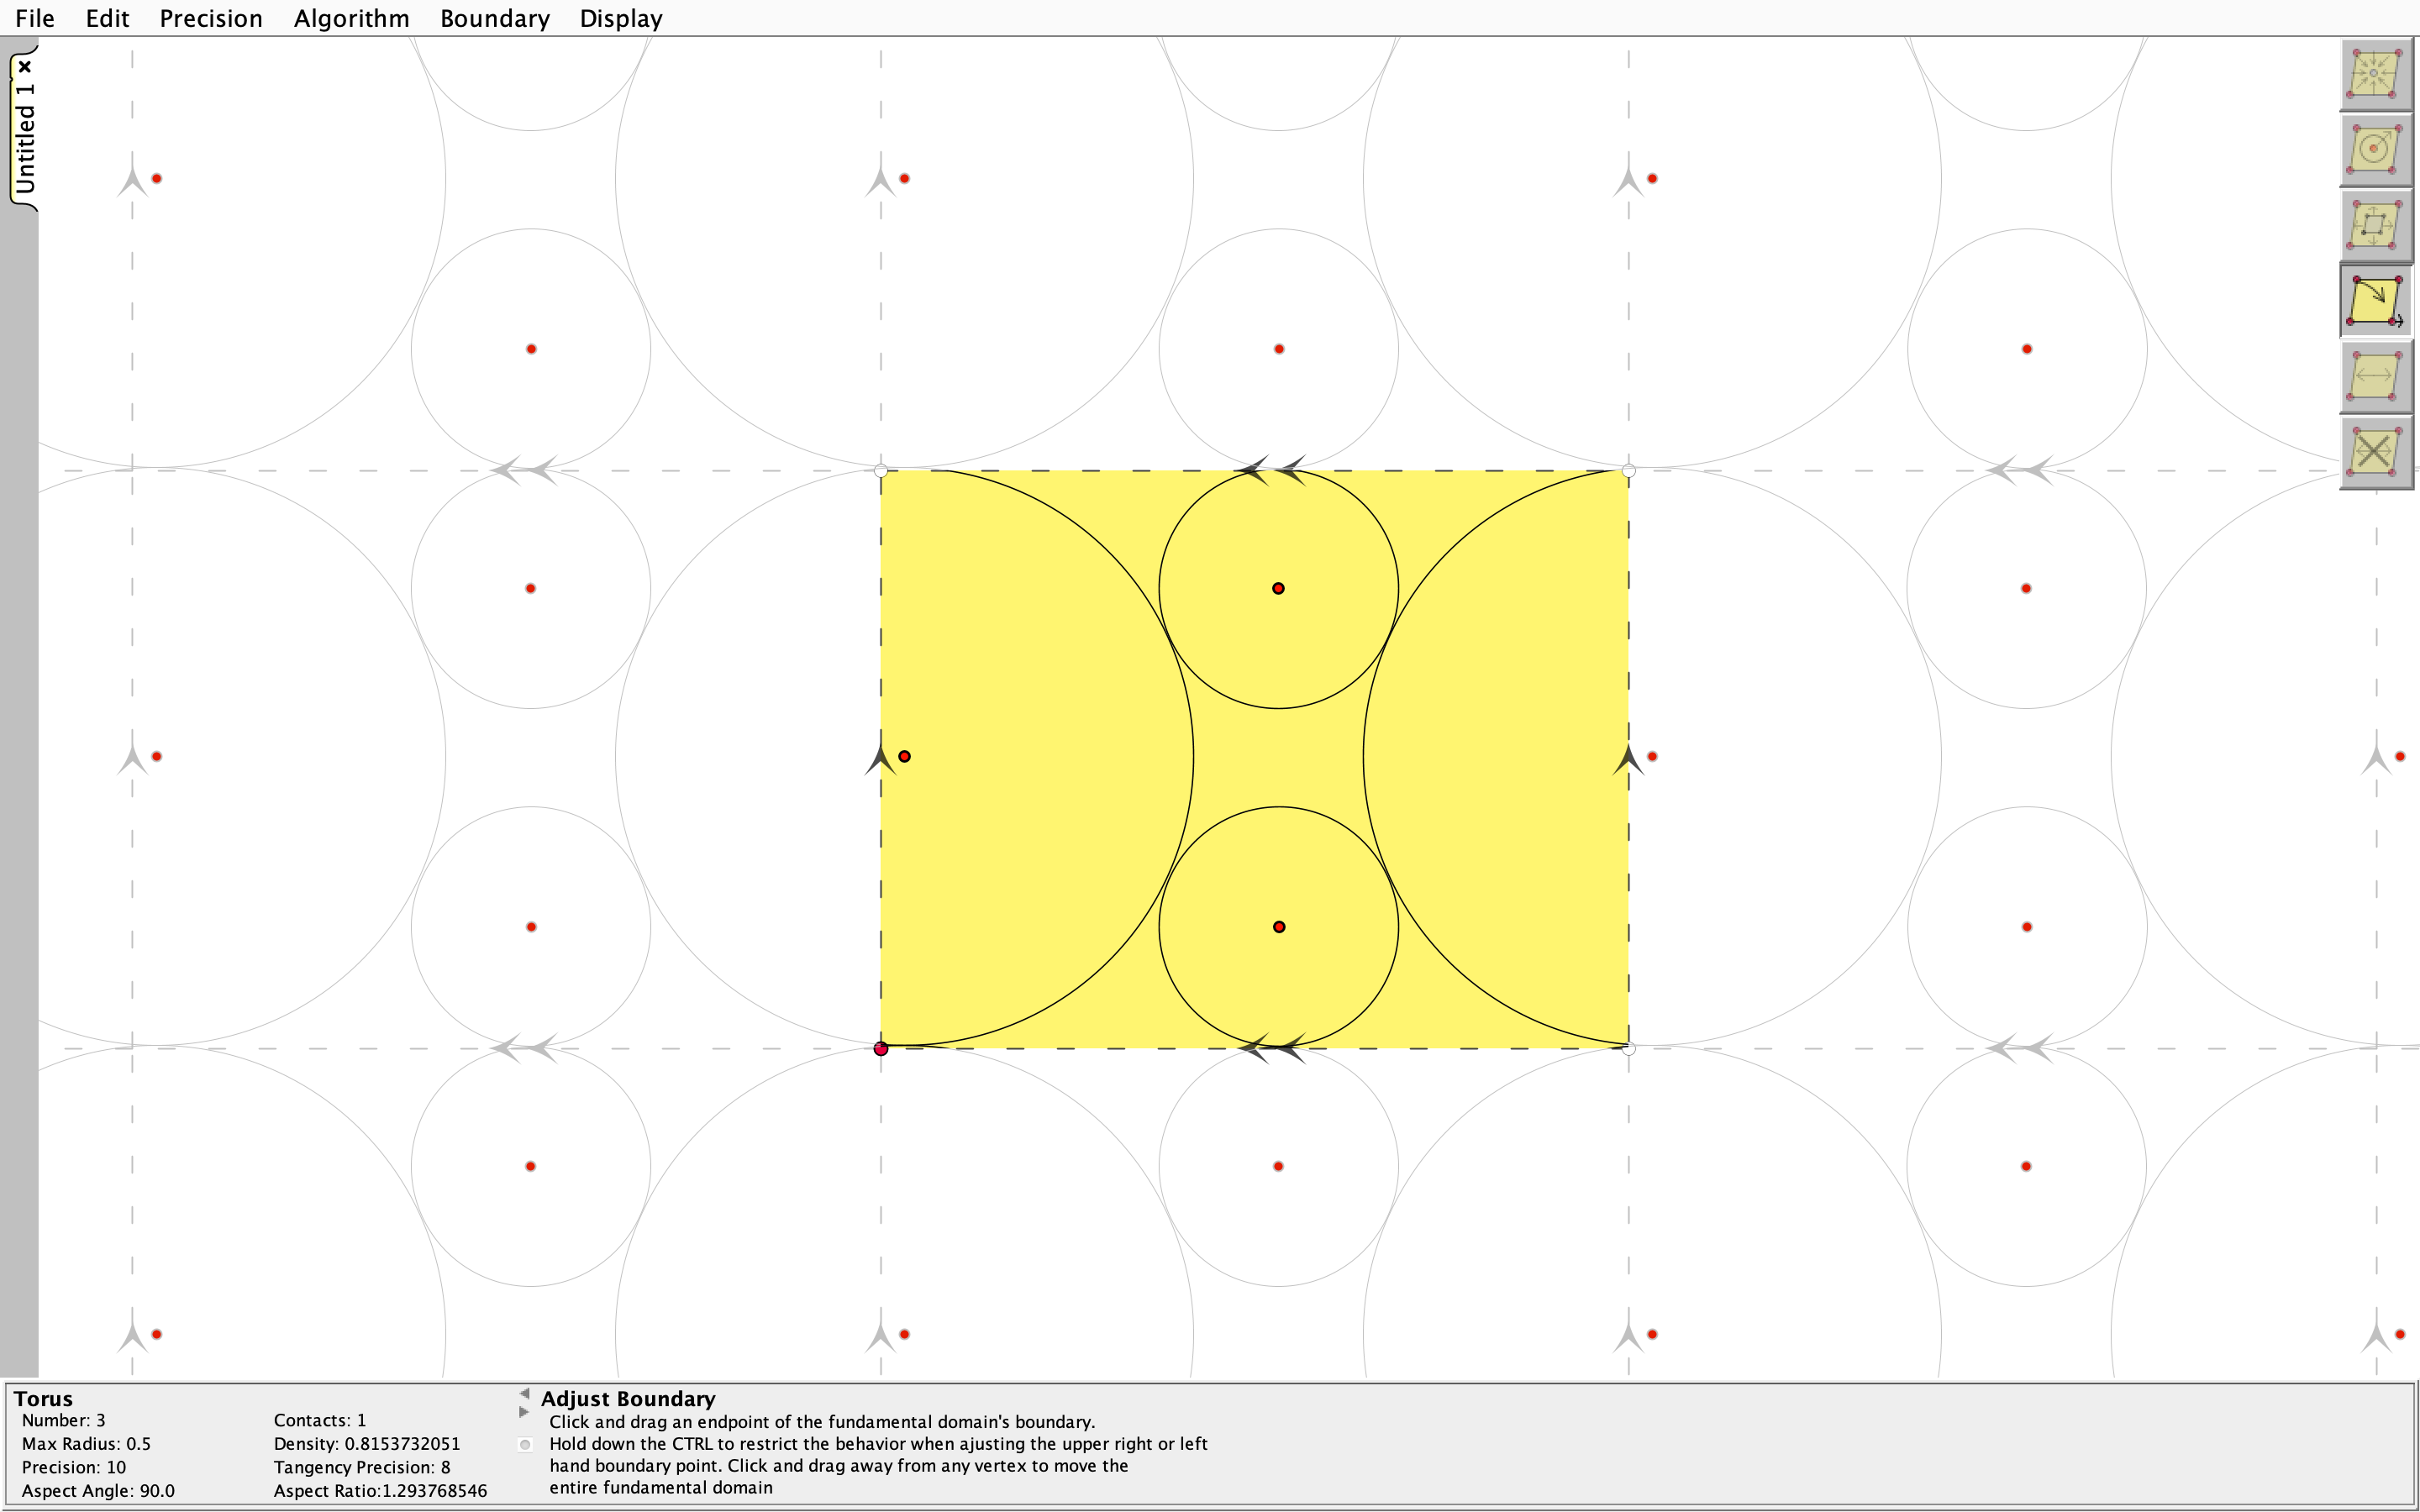 File Edit Precision Algorithm Boundary Display
Untitled 1 ×
Torus
Number: 3
Contacts: 1
Max Radius: 0.5
Density: 0.8153732051
Precision: 10
Tangency Precision: 8
Aspect Angle: 90.0
Aspect Ratio:1.293768546
Adjust Boundary
Click and drag an endpoint of the fundamental domain's boundary.
Hold down the CTRL to restrict the behavior when ajusting the upper right or left
hand boundary point. Click and drag away from any vertex to move the
entire fundamental domain